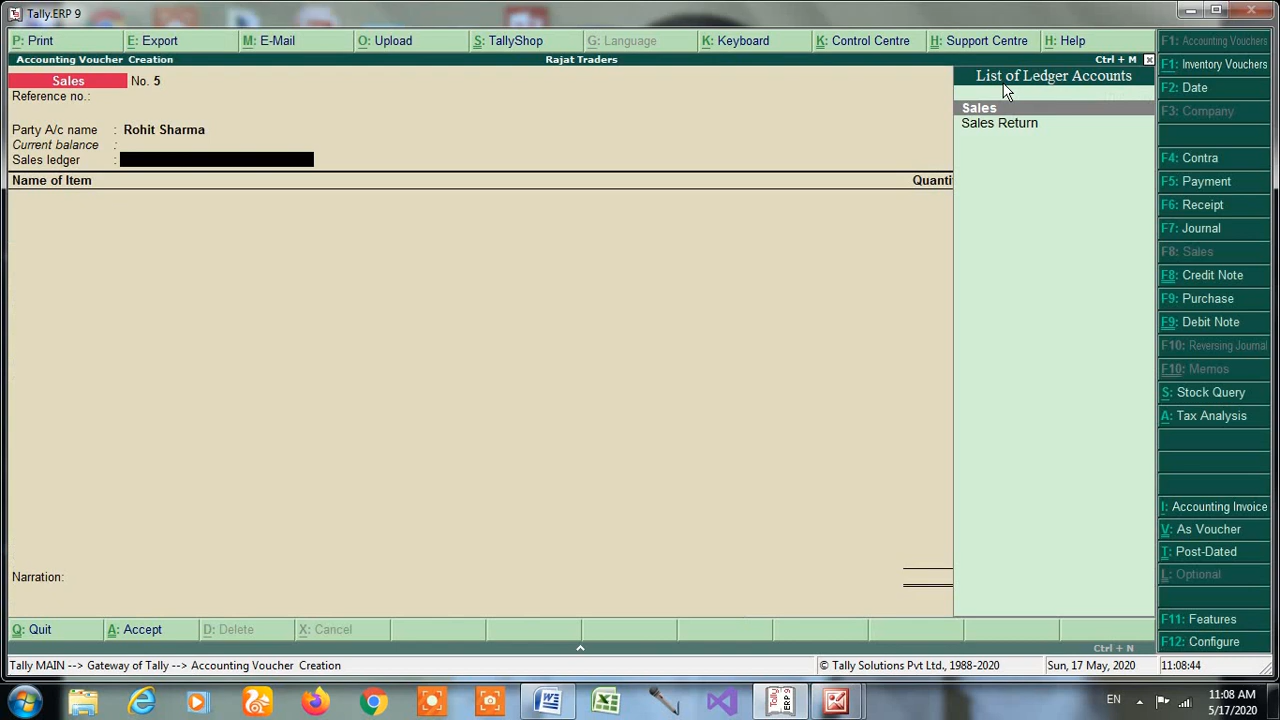 Tally.ERP 9
P: Print E: Export M: E-Mail O: Upload S: TallyShop G: Language K: Keyboard K: Control Centre H: Support Centre H: Help
Accounting Voucher Creation Rajat Traders Ctrl + M
Sales No. 5
Reference no.:
Party A/c name : Rohit Sharma
Current balance :
Sales ledger :
Name of Item Quanti
Narration:
List of Ledger Accounts
Sales
Sales Return
F1: Accounting Vouchers
F1: Inventory Vouchers
F2: Date
F3: Company
F4: Contra
F5: Payment
F6: Receipt
F7: Journal
F8: Sales
F8: Credit Note
F9: Purchase
F9: Debit Note
F10: Reversing Journal
F10: Memos
S: Stock Query
A: Tax Analysis
I: Accounting Invoice
V: As Voucher
T: Post-Dated
L: Optional
F11: Features
F12: Configure
Q: Quit A: Accept D: Delete X: Cancel
Ctrl + N
Tally MAIN --> Gateway of Tally --> Accounting Voucher Creation © Tally Solutions Pvt Ltd., 1988-2020 Sun, 17 May, 2020 11:08:44
EN 11:08 AM
5/17/2020